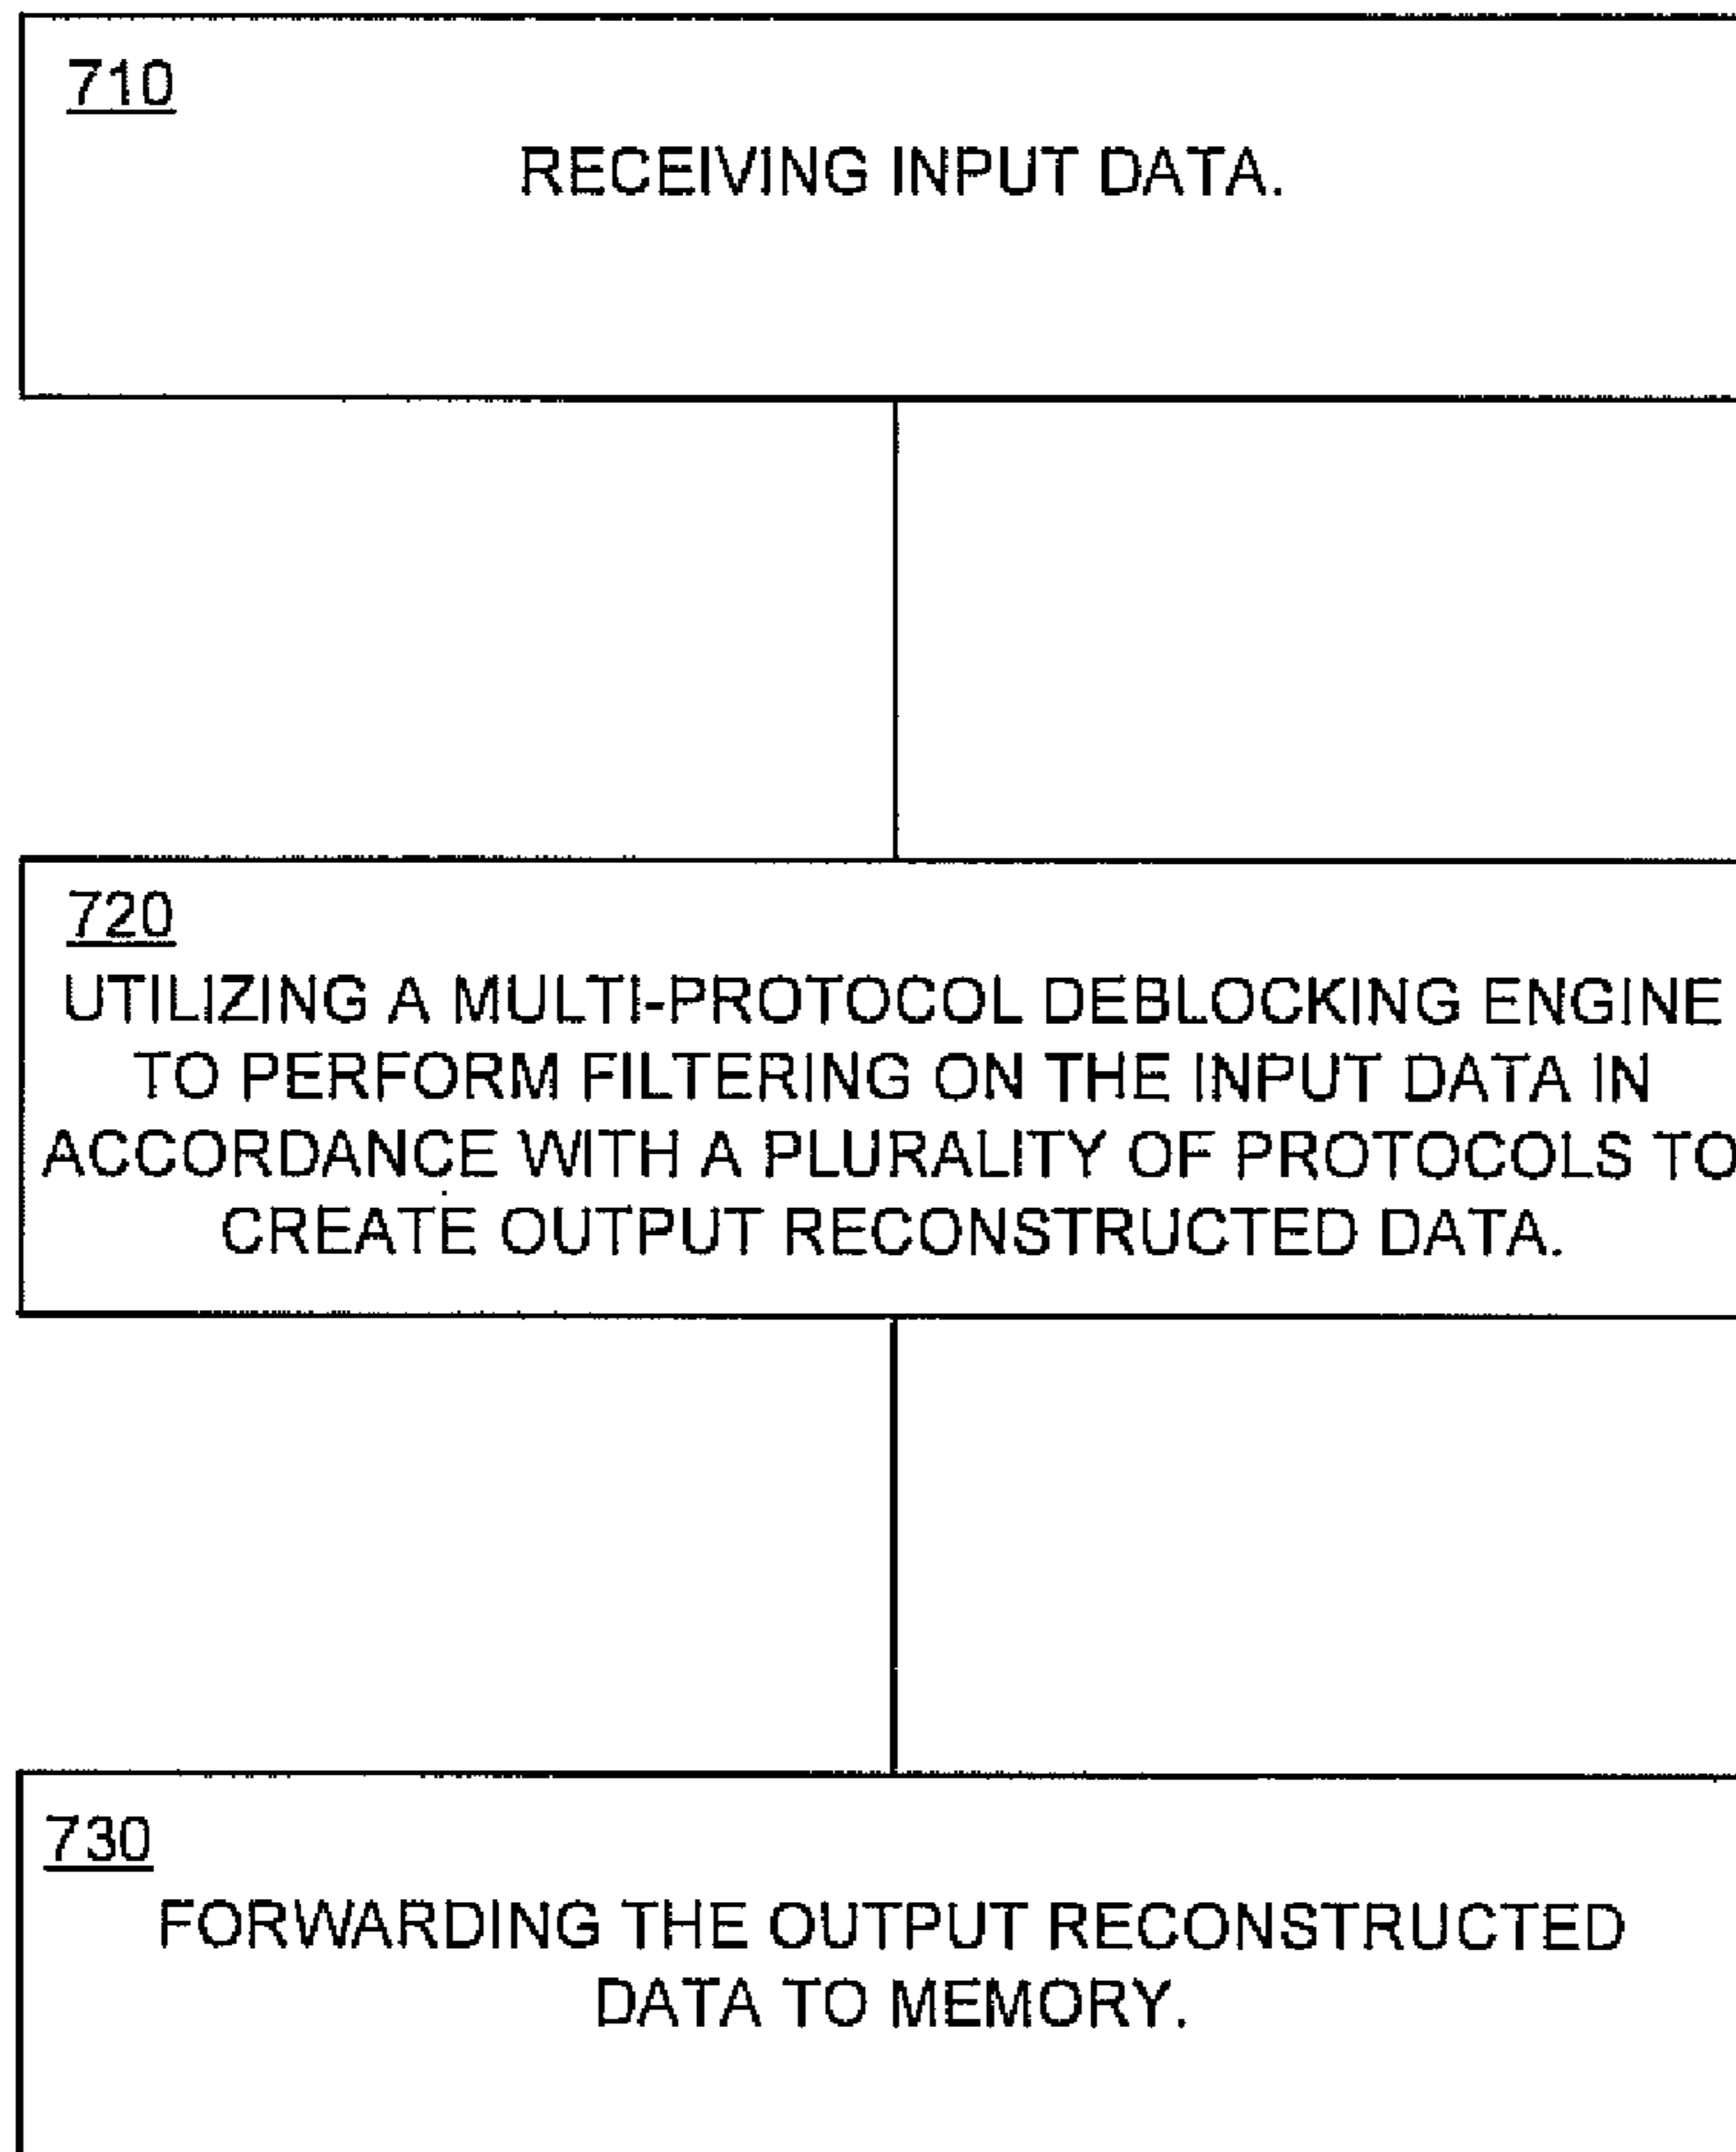 710
RECEIVING INPUT DATA.
720
UTILIZING A MULTI-PROTOCOL DEBLOCKING ENGINE
TO PERFORM FILTERING ON THE INPUT DATA IN
ACCORDANCE WITH A PLURALITY OF PROTOCOLS TO
CREATE OUTPUT RECONSTRUCTED DATA.
730
FORWARDING THE OUTPUT RECONSTRUCTED
DATA TO MEMORY.